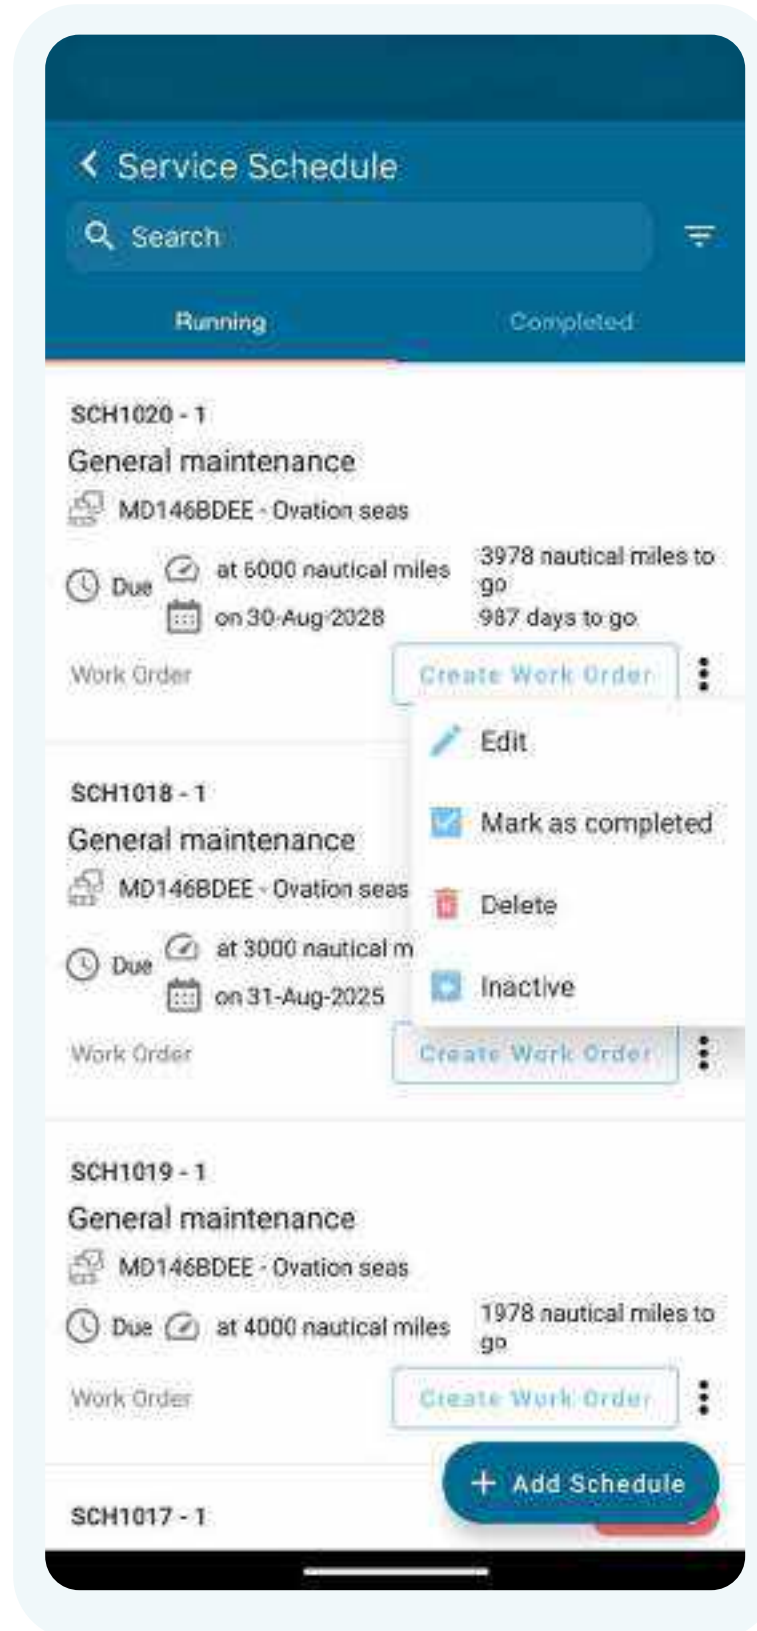 Service Schedule
Search
Running Completed
SCH1020 - 1
General maintenance
MD146BDEE - Ovation seas
Due at 6000 nautical miles 3978 nautical miles to go
on 30-Aug-2028 987 days to go
Work Order Create Work Order
Edit
Mark as completed
Delete
Inactive
SCH1018 - 1
General maintenance
MD146BDEE - Ovation seas
Due at 3000 nautical m
on 31-Aug-2025
Work Order Create Work Order
SCH1019 - 1
General maintenance
MD146BDEE - Ovation seas
Due at 4000 nautical miles 1978 nautical miles to go
Work Order Create Work Order
+ Add Schedule
SCH1017 - 1